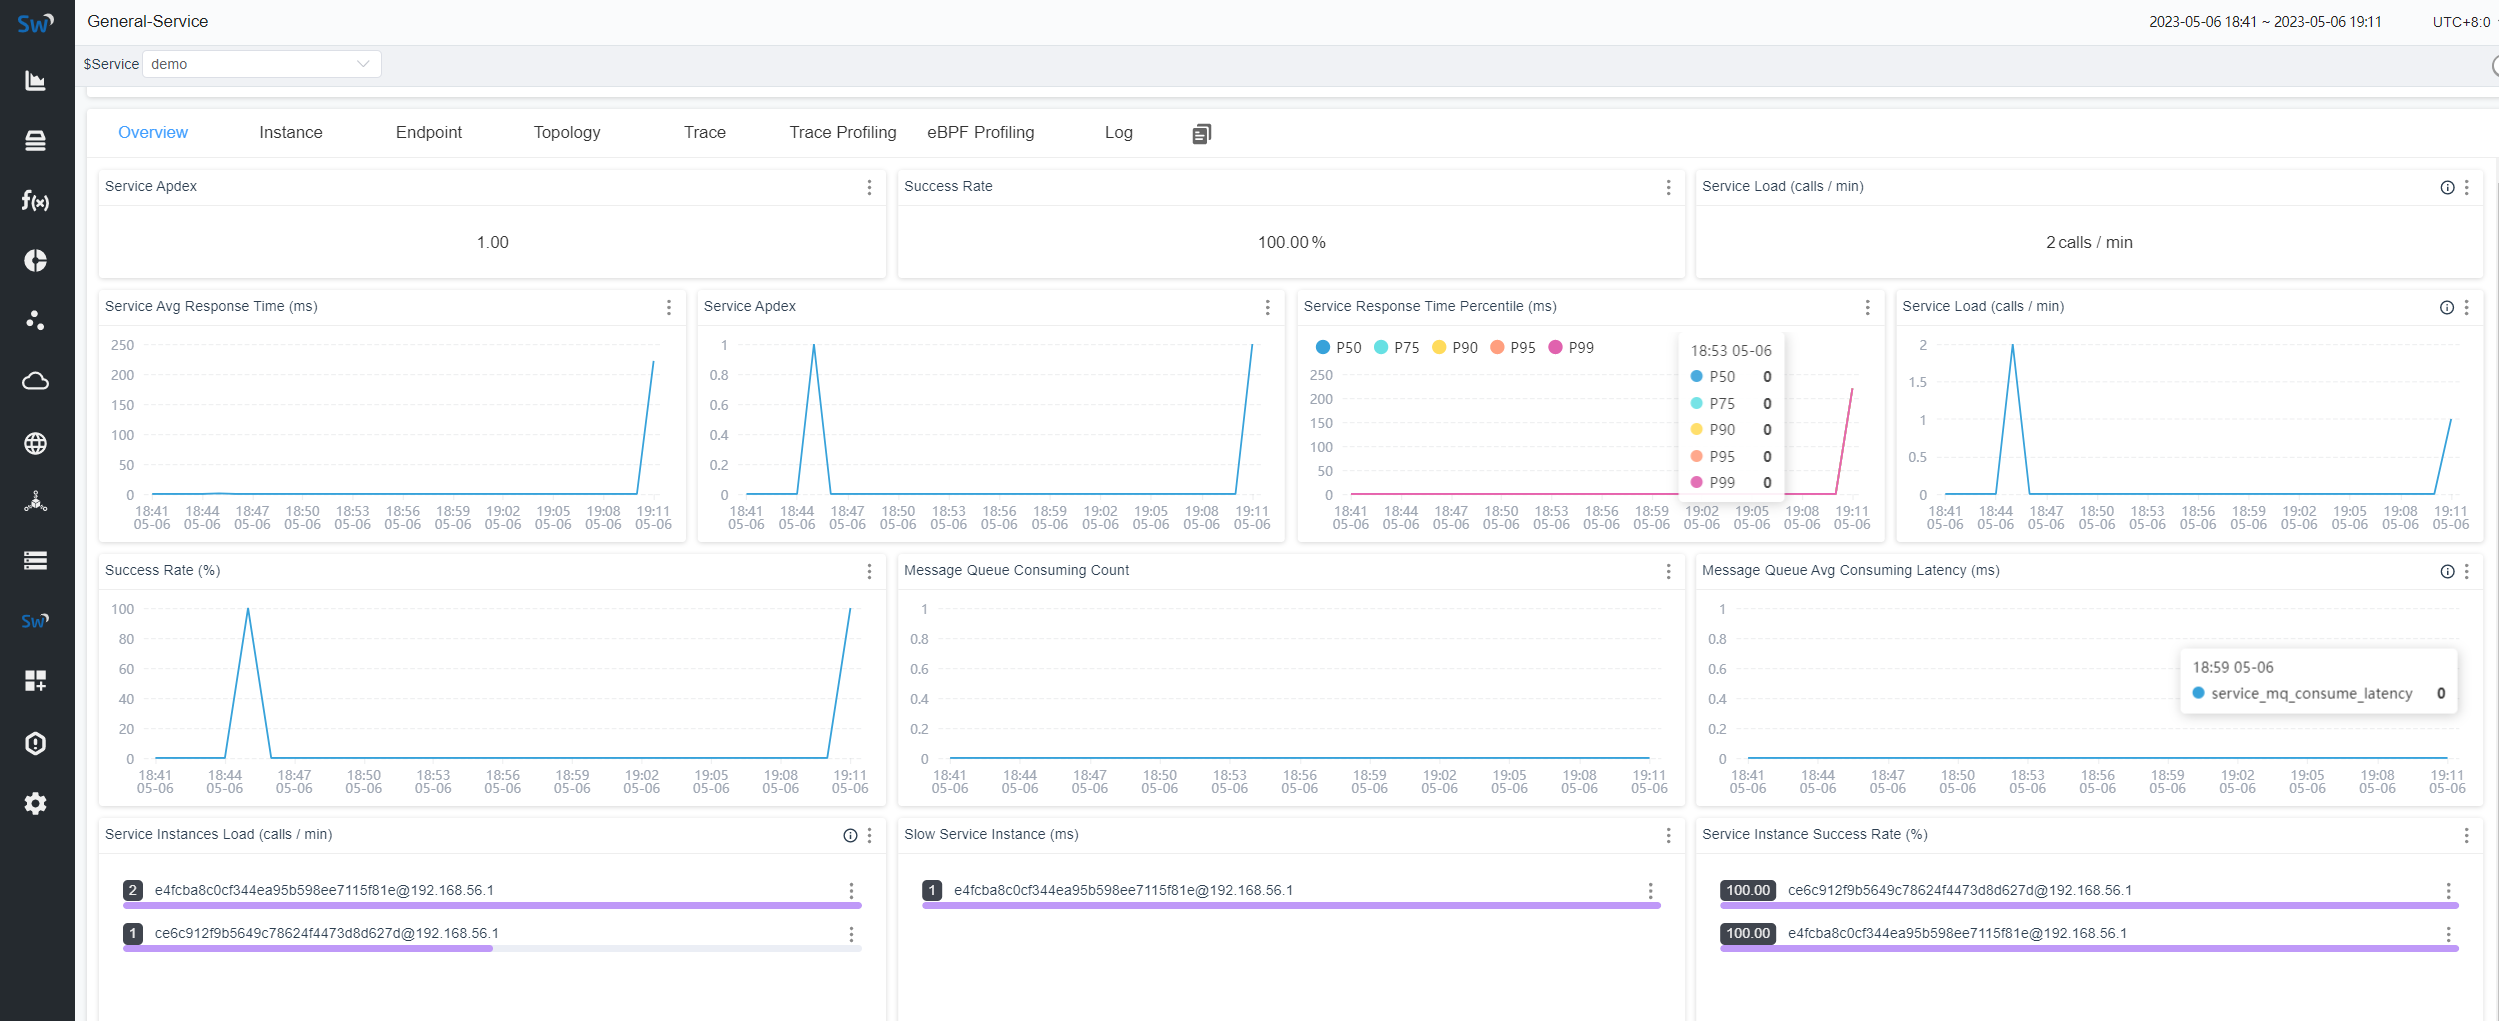 Sw
General-Service
2023-05-06 18:41 ~ 2023-05-06 19:11
UTC+8:0
$Service
demo
Overview
Instance
Endpoint
Topology
Trace
Trace Profiling
eBPF Profiling
Log
Service Apdex
1.00
Success Rate
100.00 %
Service Load (calls / min)
2 calls / min
Service Avg Response Time (ms)
250
200
150
100
50
0
18:41 18:44 18:47 18:50 18:53 18:56 18:59 19:02 19:05 19:08 19:11
05-06 05-06 05-06 05-06 05-06 05-06 05-06 05-06 05-06 05-06 05-06
Service Apdex
1
0.8
0.6
0.4
0.2
0
18:41 18:44 18:47 18:50 18:53 18:56 18:59 19:02 19:05 19:08 19:11
05-06 05-06 05-06 05-06 05-06 05-06 05-06 05-06 05-06 05-06 05-06
Service Response Time Percentile (ms)
P50 P75 P90 P95 P99
250
200
150
100
50
0
18:41 18:44 18:47 18:50 18:53 18:56 18:59 19:02 19:05 19:08 19:11
05-06 05-06 05-06 05-06 05-06 05-06 05-06 05-06 05-06 05-06 05-06
18:53 05-06
P50 0
P75 0
P90 0
P95 0
P99 0
Service Load (calls / min)
2
1.5
1
0.5
0
18:41 18:44 18:47 18:50 18:53 18:56 18:59 19:02 19:05 19:08 19:11
05-06 05-06 05-06 05-06 05-06 05-06 05-06 05-06 05-06 05-06 05-06
Success Rate (%)
100
80
60
40
20
0
18:41 18:44 18:47 18:50 18:53 18:56 18:59 19:02 19:05 19:08 19:11
05-06 05-06 05-06 05-06 05-06 05-06 05-06 05-06 05-06 05-06 05-06
Message Queue Consuming Count
1
0.8
0.6
0.4
0.2
0
18:41 18:44 18:47 18:50 18:53 18:56 18:59 19:02 19:05 19:08 19:11
05-06 05-06 05-06 05-06 05-06 05-06 05-06 05-06 05-06 05-06 05-06
Message Queue Avg Consuming Latency (ms)
1
0.8
0.6
0.4
0.2
0
18:41 18:44 18:47 18:50 18:53 18:56 18:59 19:02 19:05 19:08 19:11
05-06 05-06 05-06 05-06 05-06 05-06 05-06 05-06 05-06 05-06 05-06
18:59 05-06
service_mq_consume_latency 0
Service Instances Load (calls / min)
2 e4fcba8c0cf344ea95b598ee7115f81e@192.168.56.1
1 ce6c912f9b5649c78624f4473d8d627d@192.168.56.1
Slow Service Instance (ms)
1 e4fcba8c0cf344ea95b598ee7115f81e@192.168.56.1
Service Instance Success Rate (%)
100.00 ce6c912f9b5649c78624f4473d8d627d@192.168.56.1
100.00 e4fcba8c0cf344ea95b598ee7115f81e@192.168.56.1
f(x)
Sw